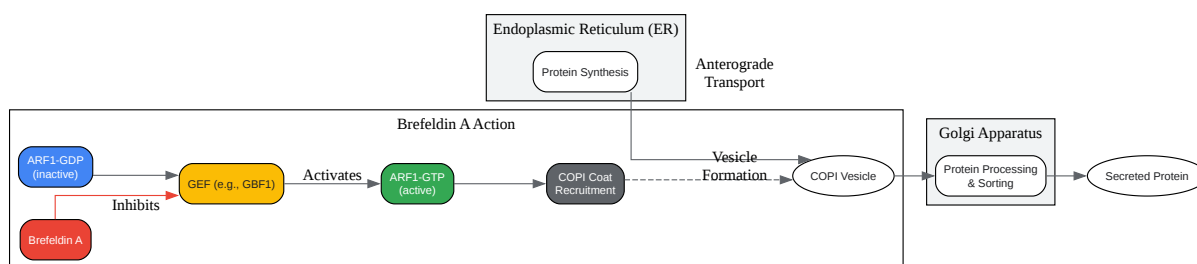 Endoplasmic Reticulum (ER)
Protein Synthesis
Anterograde
Transport
Brefeldin A Action
ARF1-GDP
(inactive)
Brefeldin A
Inhibits
GEF (e.g., GBF1)
Activates
ARF1-GTP
(active)
COPI Coat
Recruitment
Vesicle
Formation
COPI Vesicle
Golgi Apparatus
Protein Processing
& Sorting
Secreted Protein